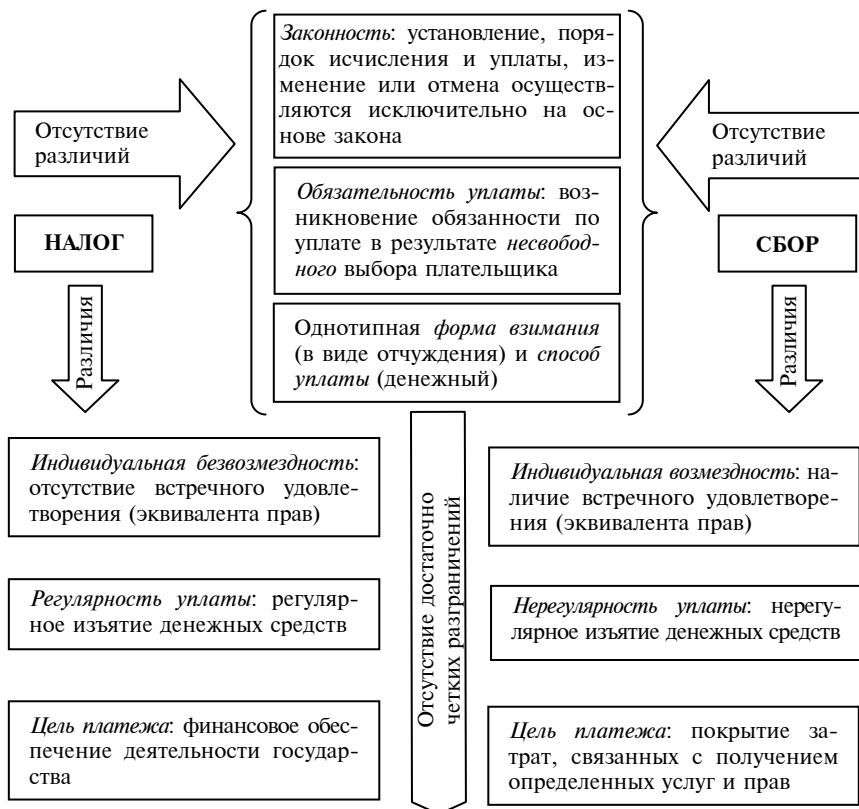 Законность: установление, поря-
док исчисления и уплаты, из-
менение или отмена осуществ-
ляются исключительно на ос-
нове закона
Отсутствие
различий
Отсутствие
различий
Обязательность уплаты: воз-
никновение обязанности по
уплате в результате несвобод-
ного выбора плательщика
НАЛОГ
СБОР
Однотипная форма взимания
(в виде отчуждения) и способ
уплаты (денежный)
Различия
Различия
Индивидуальная безвозмездность:
отсутствие встречного удовле-
творения (эквивалента прав)
Отсутствие достаточно
четких разграничений
Индивидуальная возмездность: на-
личие встречного удовлетворе-
ния (эквивалента прав)
Регулярность уплаты: регуляр-
ное изъятие денежных средств
Нерегулярность уплаты: нерегу-
лярное изъятие денежных средств
Цель платежа: финансовое обес-
печение деятельности государ-
ства
Цель платежа: покрытие за-
трат, связанных с получением
определенных услуг и прав